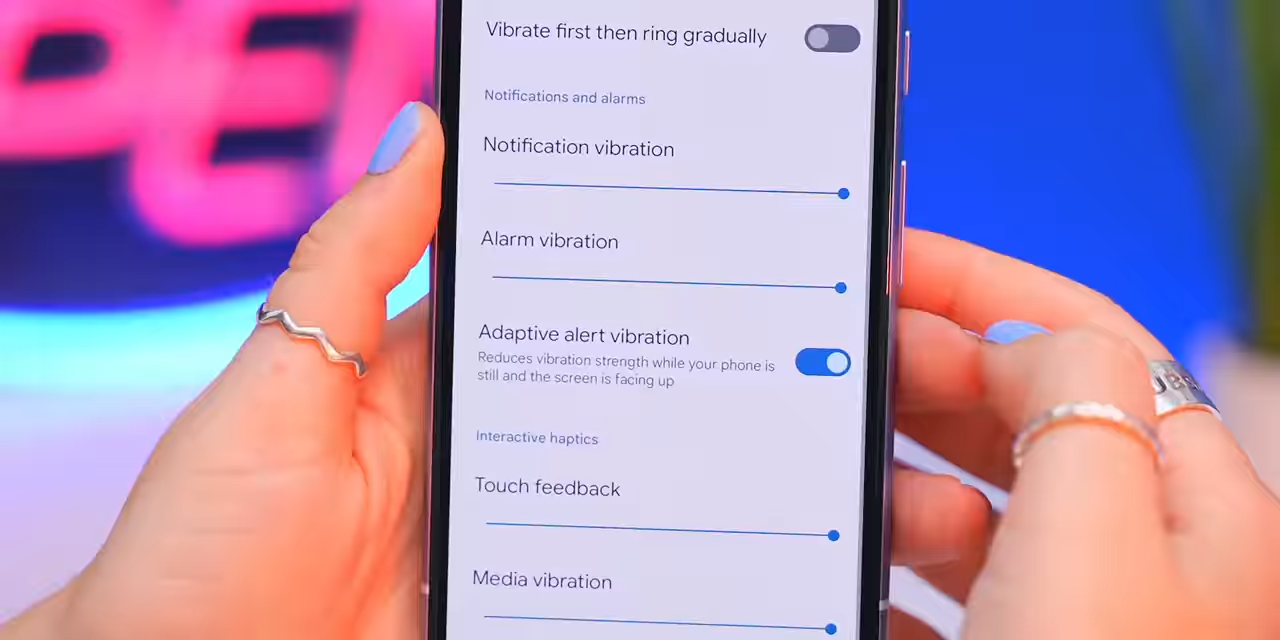 Vibrate first then ring gradually
Notifications and alarms
Notification vibration
Alarm vibration
Adaptive alert vibration
Reduces vibration strength while your phone is
still and the screen is facing up
Interactive haptics
Touch feedback
Media vibration